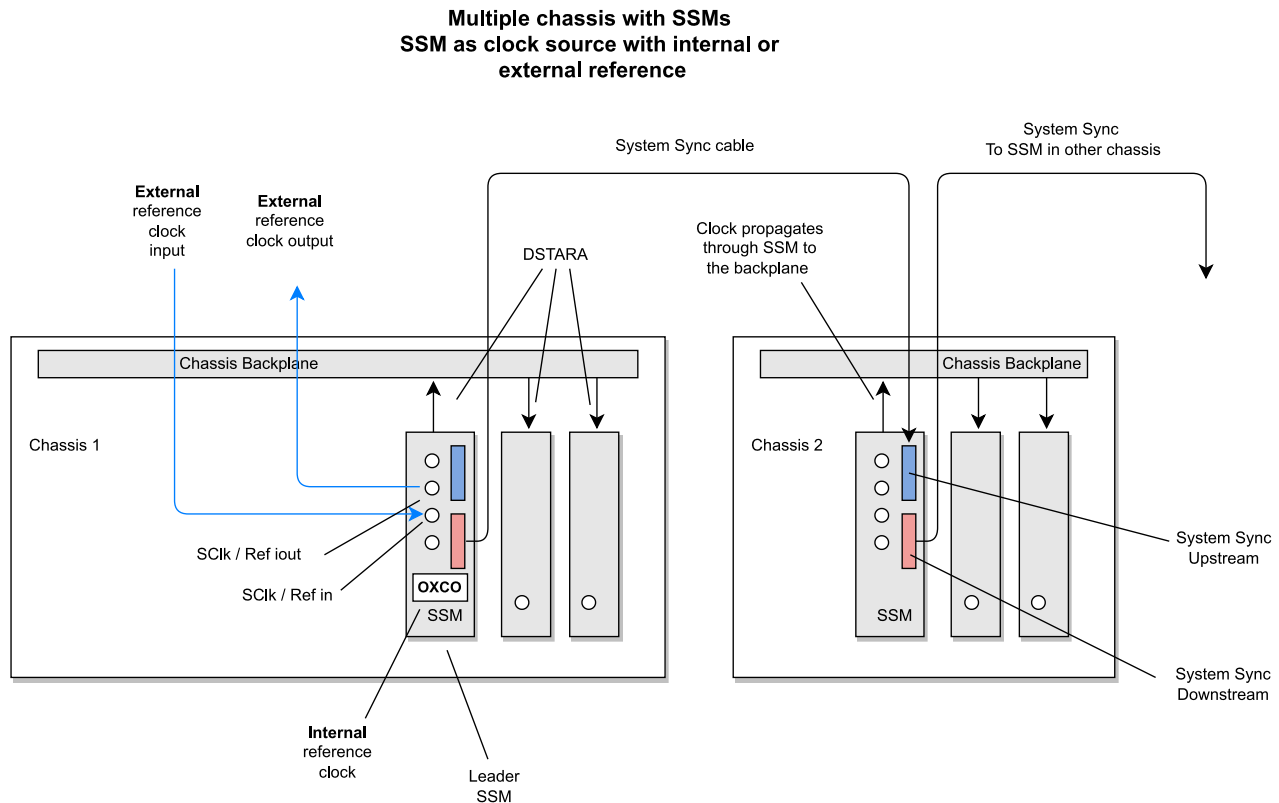 Multiple chassis with SSMs
SSM as clock source with internal or
external reference
System Sync
To SSM in other chassis
System Sync cable
External
reference
clock
input
External
reference
clock output
DSTARA
Clock propagates
through SSM to
the backplane
Chassis Backplane
Chassis Backplane
Chassis 1
Chassis 2
SClk / Ref iout
SClk / Ref in
OXCO
SSM
SSM
System Sync
Upstream
System Sync
Downstream
Internal
reference
clock
Leader
SSM